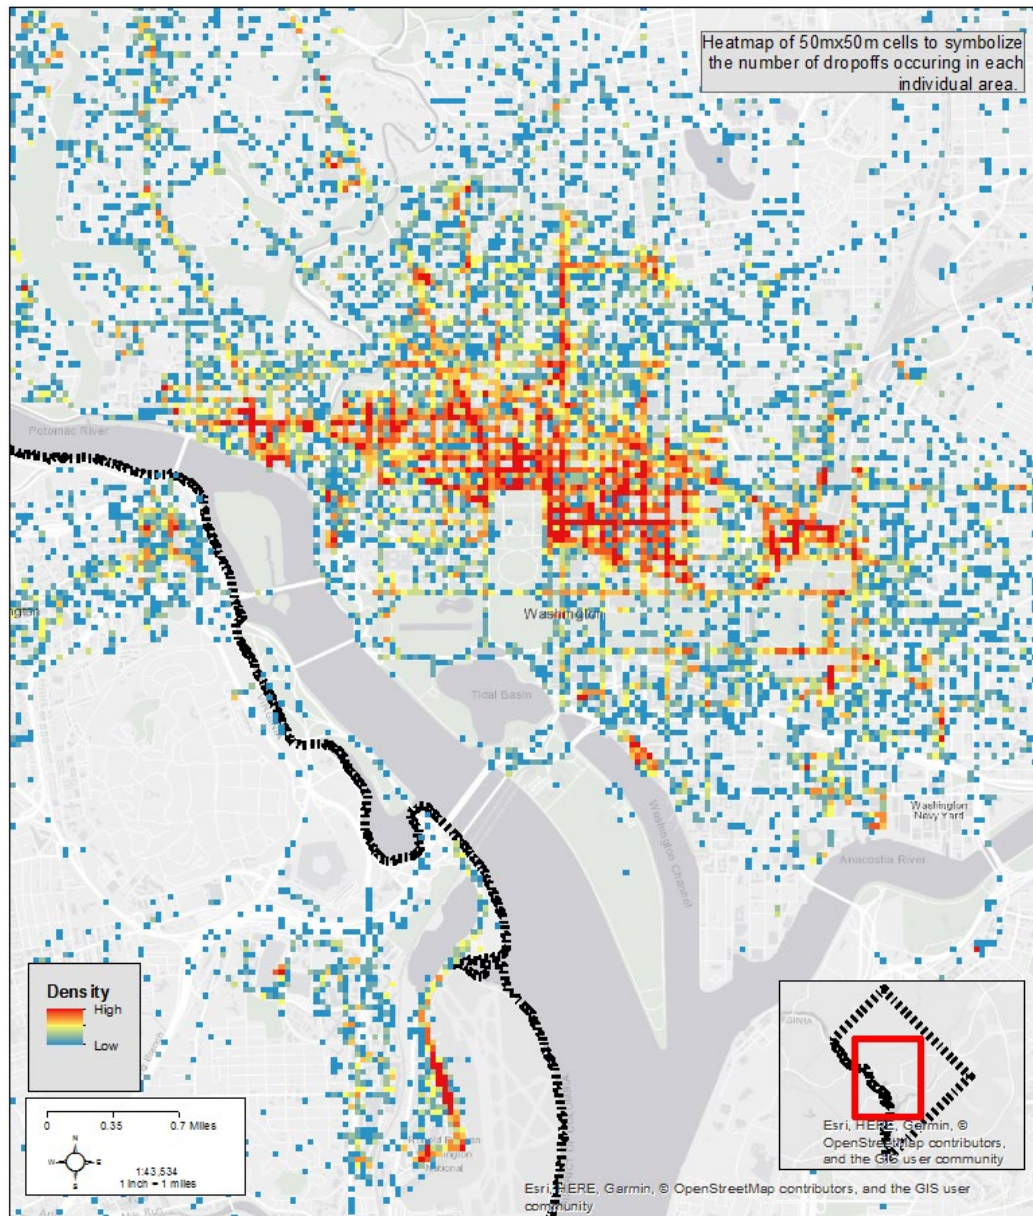 Heatmap of 50mx50m cells to symbolize
the number of dropoffs occuring in each
individual area.
Potomac River
Washington
Tidal Basin
Washington Channel
Washington
Navy Yard
Anacostia River
Density
High
Low
0 0.35 0.7 Miles
N
W E
S
1:43,534
1 inch = 1 miles
National
Esri, HERE, Garmin, ©
OpenStreetMap contributors,
and the GIS user
community
Esri, HERE, Garmin, © OpenStreetMap contributors, and the GIS user
community